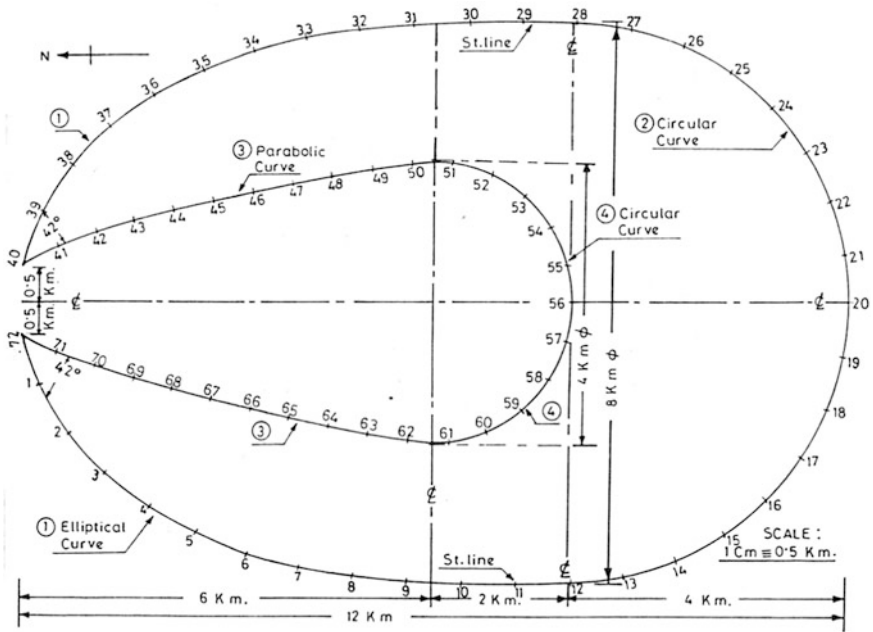 31 30 29 28 27
32
33
34
35
36
37
38
39
40
N
St.line
℄
26
25
24
23
22
21
20
19
18
17
16
15
14
13
12
11
10
9
8
7
6
5
4
3
2
1
72
①
② Circular
Curve
③ Parabolic
Curve
④ Circular
Curve
42°
41 42 43 44 45 46 47 48 49 50 51 52 53 54 55 56 57 58 59 60 61
0.5 Km.
0.5 Km.
℄
℄
4 Km ϕ
8 Km ϕ
71 70 69 68 67 66 65 64 63 62
42°
③
④
℄
① Elliptical
Curve
St.line
℄
SCALE :
1 Cm ≡ 0.5 Km.
6 Km.
2 Km.
4 Km.
12 Km